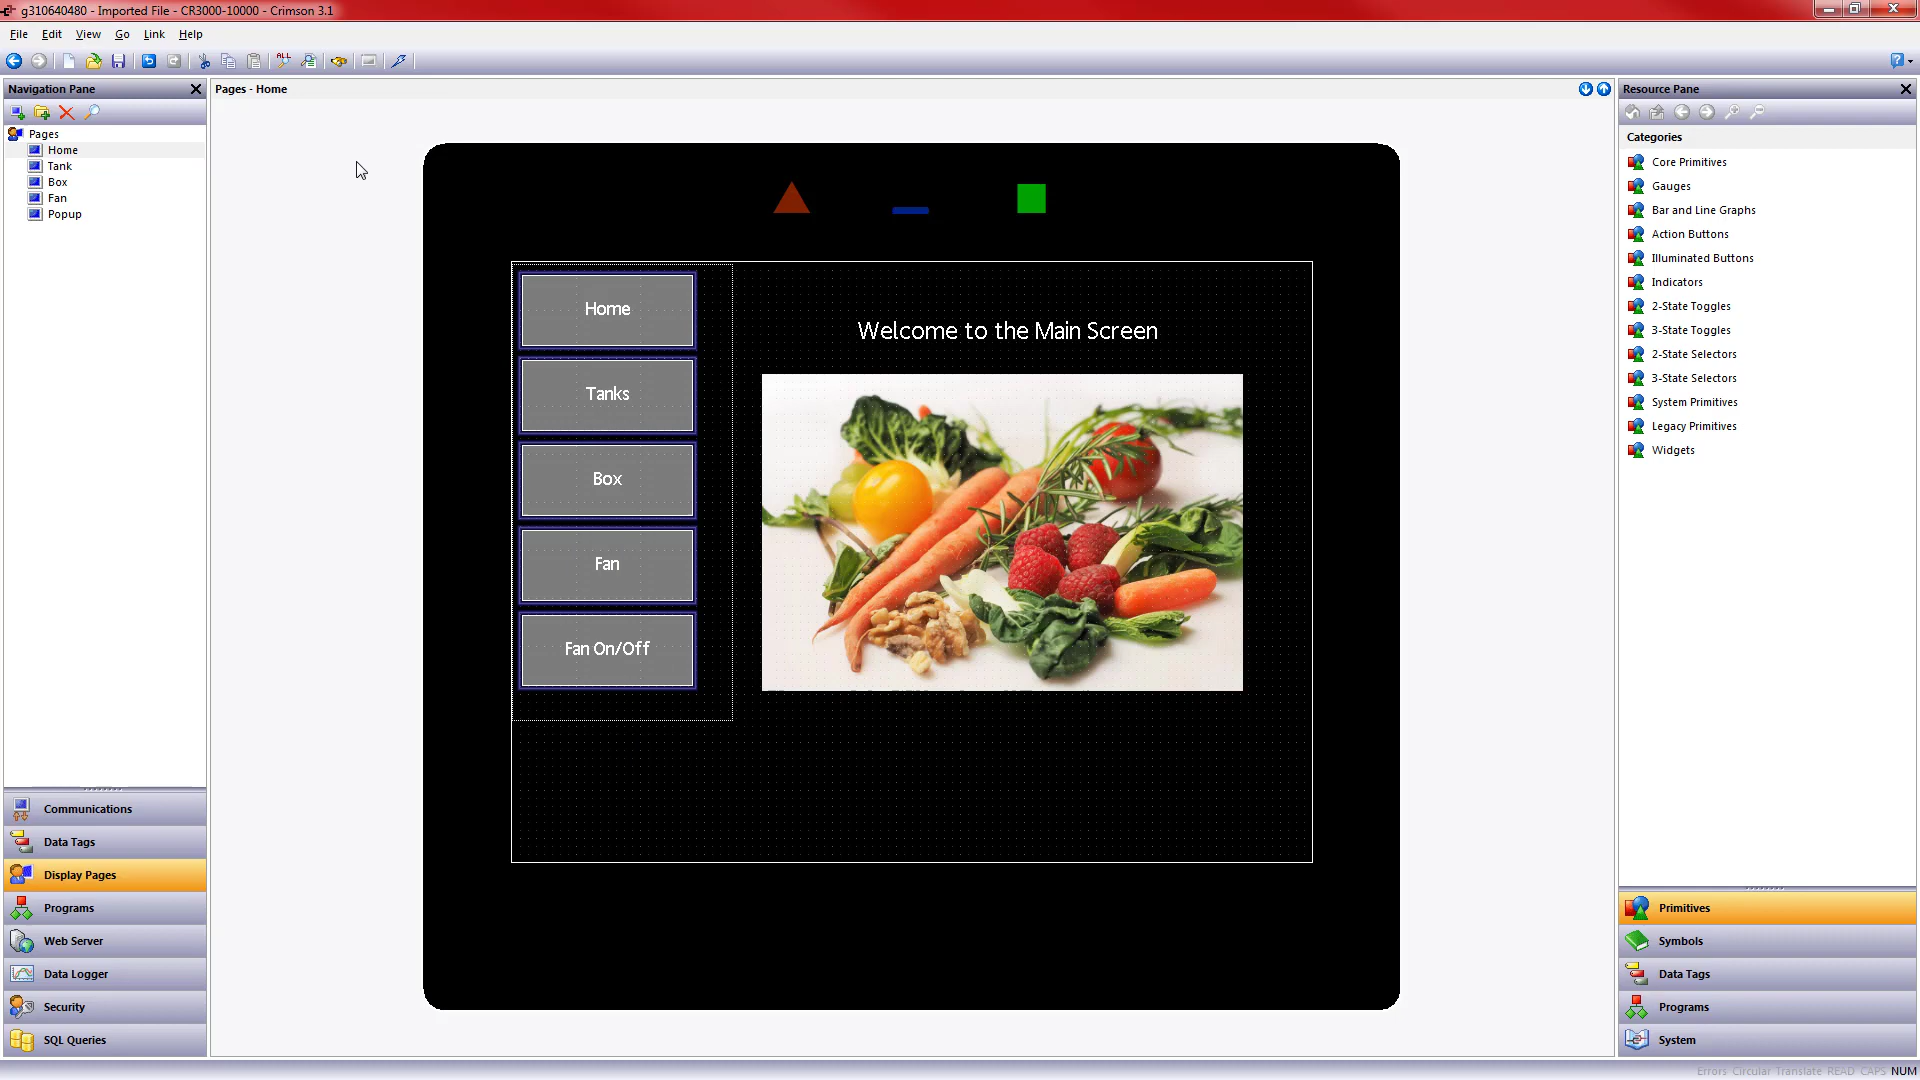 g310640480 - Imported File - CR3000-10000 - Crimson 3.1
File Edit View Go Link Help
ALL
Navigation Pane
Pages
Home
Tank
Box
Fan
Popup
Communications
Data Tags
Display Pages
Programs
Web Server
Data Logger
Security
SQL Queries
Pages - Home
Home
Tanks
Box
Fan
Fan On/Off
Welcome to the Main Screen
Resource Pane
Categories
Core Primitives
Gauges
Bar and Line Graphs
Action Buttons
Illuminated Buttons
Indicators
2-State Toggles
3-State Toggles
2-State Selectors
3-State Selectors
System Primitives
Legacy Primitives
Widgets
Primitives
Symbols
Data Tags
Programs
System
Errors Circular Translate READ CAPS NUM